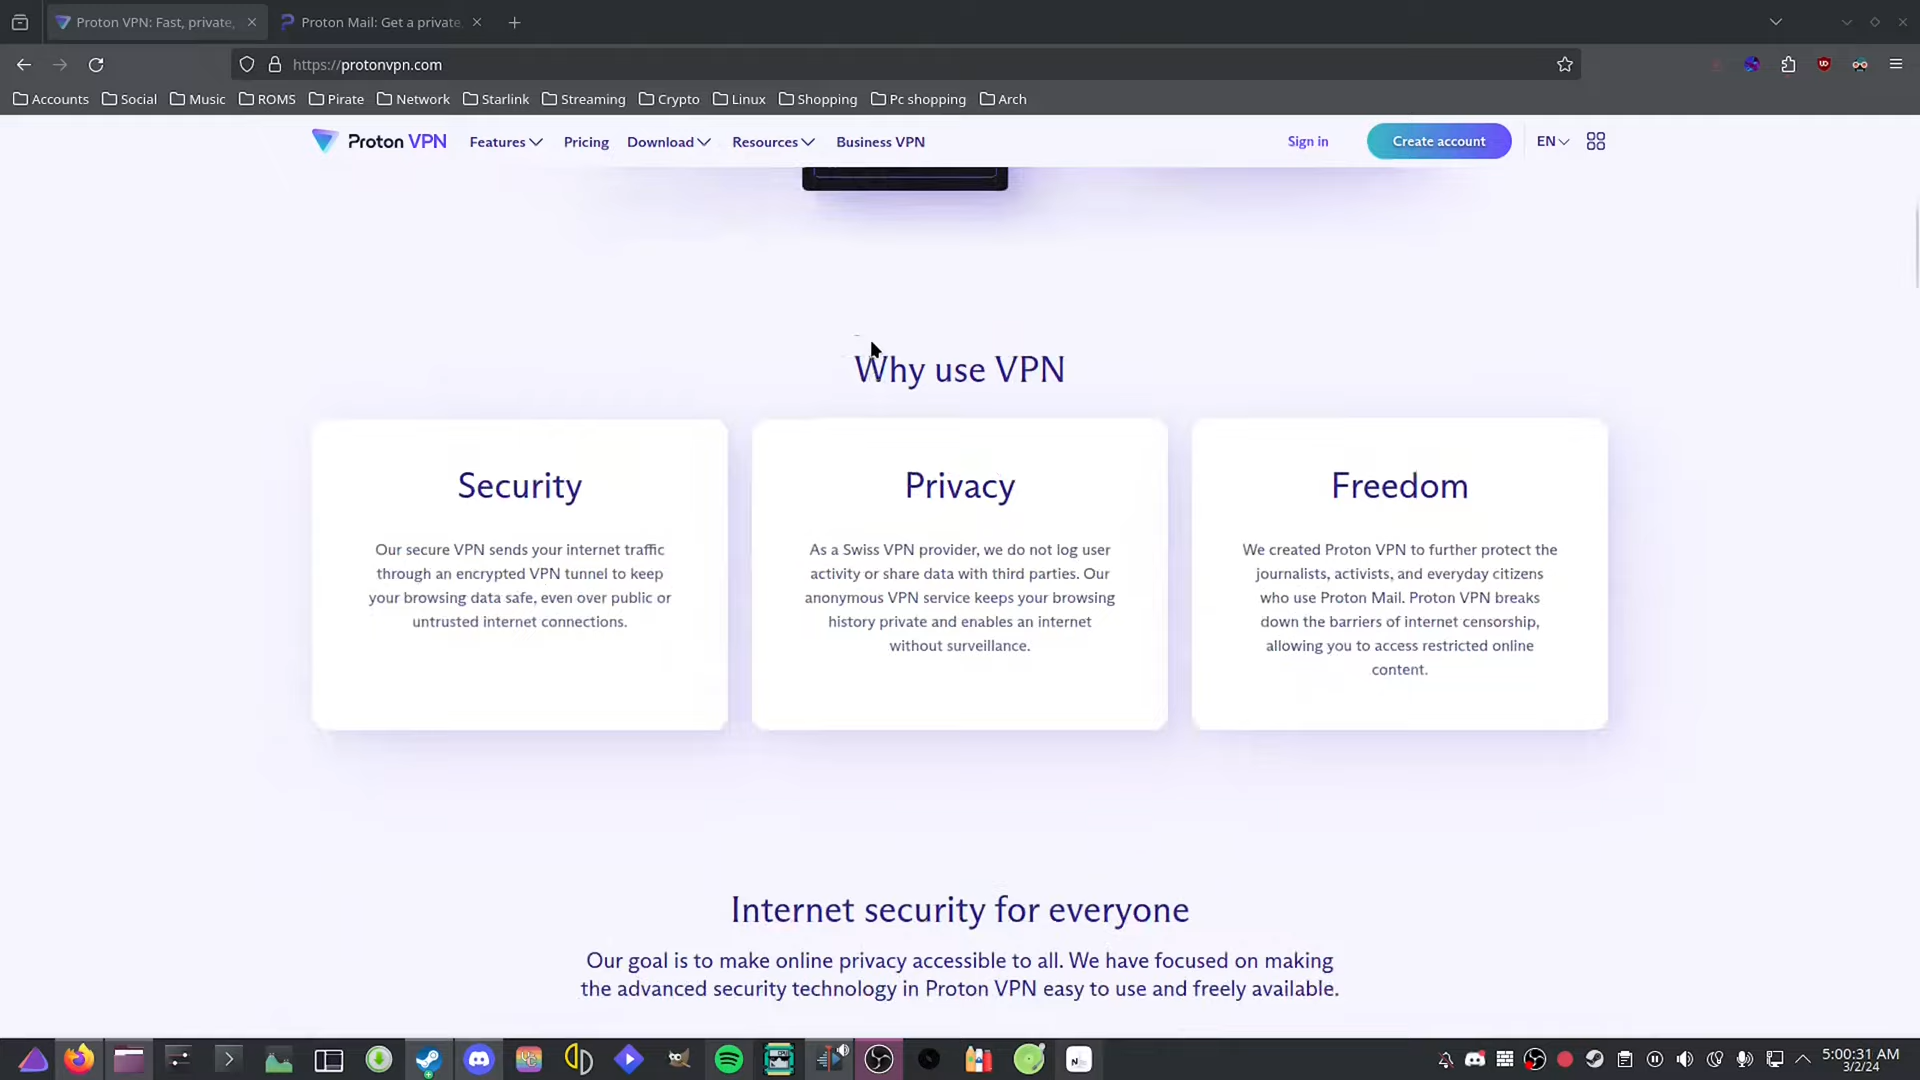 Proton VPN: Fast, private,
Proton Mail: Get a private
https://protonvpn.com
Accounts Social Music ROMS Pirate Network Starlink Streaming Crypto Linux Shopping Pc shopping Arch
Proton VPN Features Pricing Download Resources Business VPN Sign in Create account EN
Why use VPN
Security
Our secure VPN sends your internet traffic
through an encrypted VPN tunnel to keep
your browsing data safe, even over public or
untrusted internet connections.
Privacy
As a Swiss VPN provider, we do not log user
activity or share data with third parties. Our
anonymous VPN service keeps your browsing
history private and enables an internet
without surveillance.
Freedom
We created Proton VPN to further protect the
journalists, activists, and everyday citizens
who use Proton Mail. Proton VPN breaks
down the barriers of internet censorship,
allowing you to access restricted online
content.
Internet security for everyone
Our goal is to make online privacy accessible to all. We have focused on making
the advanced security technology in Proton VPN easy to use and freely available.
5:00:31 AM
3/2/24